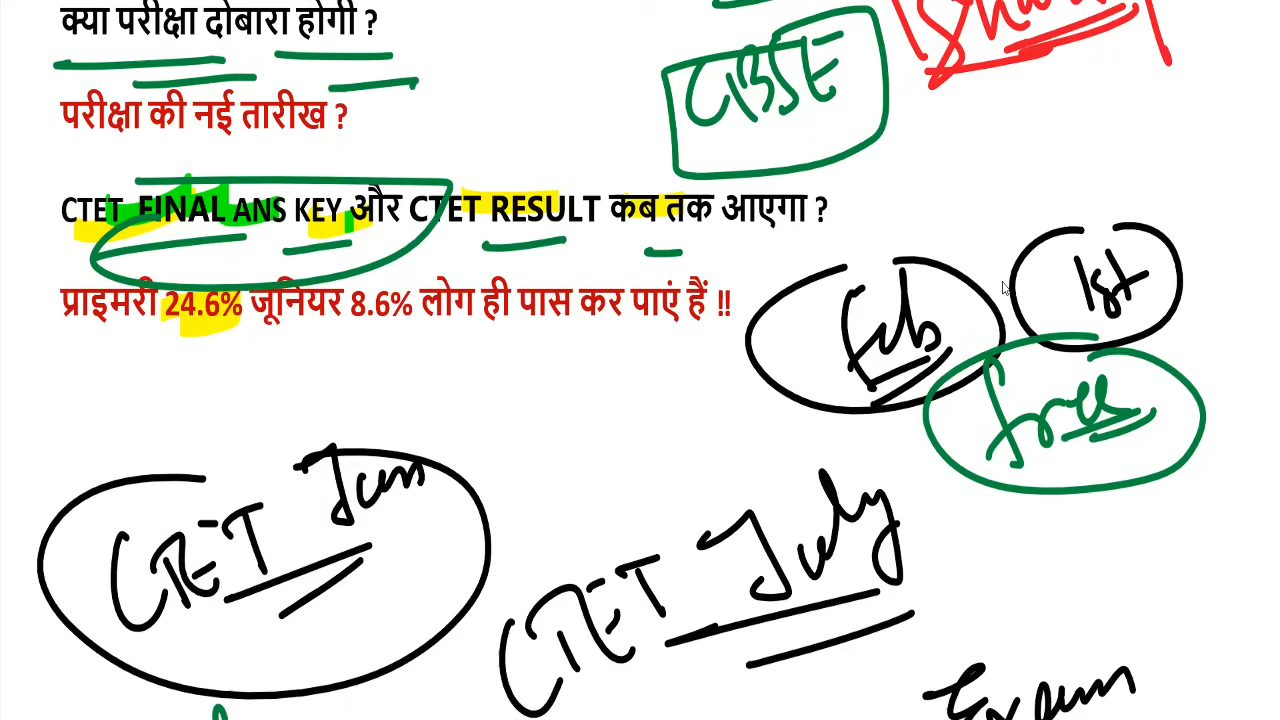 क्या परीक्षा दोबारा होगी ?
CBSE
परीक्षा की नई तारीख ?
CTET FINAL ANS KEY और CTET RESULT कब तक आएगा ?
प्राइमरी 24.6% जूनियर 8.6% लोग ही पास कर पाएं हैं !!
Feb
1st
free
CTET Jan
CTET July
Exam